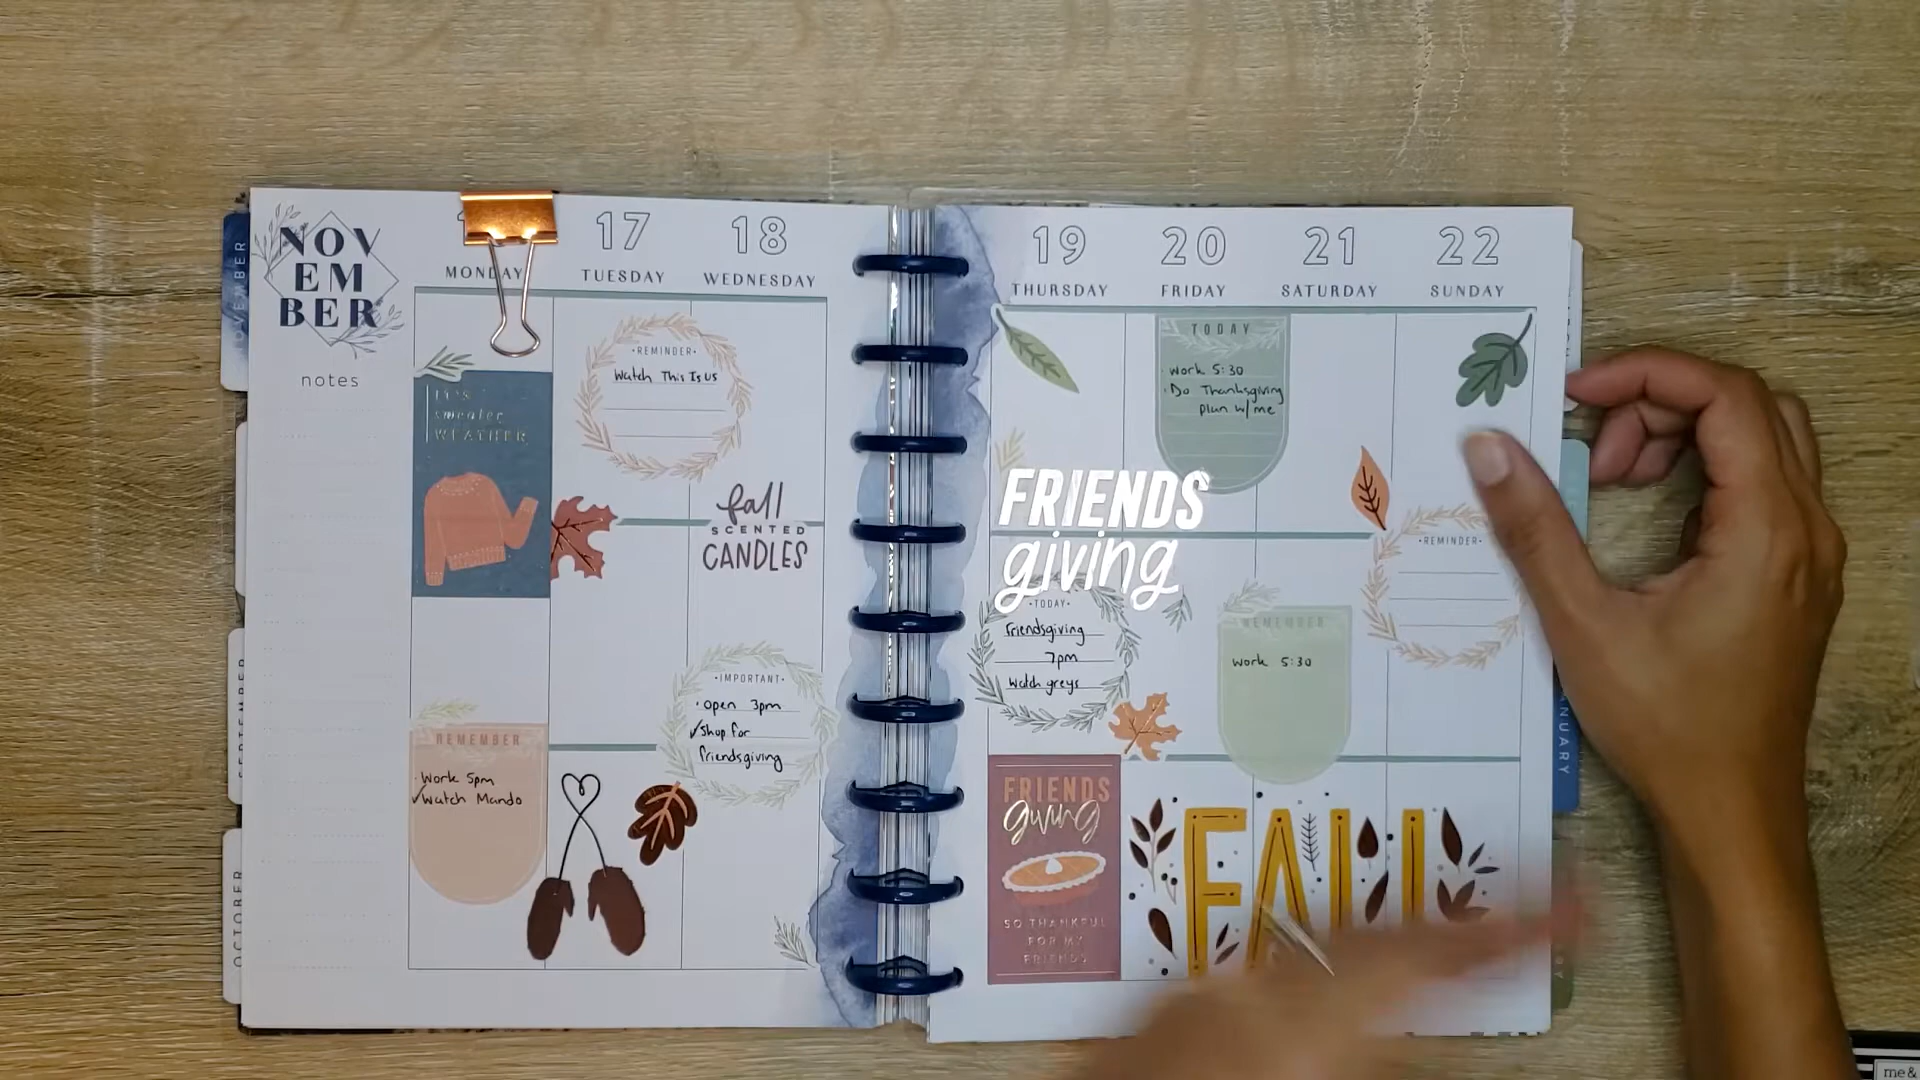 NOV
EM
BER
notes
MONDAY
17
TUESDAY
18
WEDNESDAY
19
THURSDAY
20
FRIDAY
21
SATURDAY
22
SUNDAY
IT'S
sweater
WEATHER
REMEMBER
· Work 5pm
✓Watch Mando
·REMINDER·
Watch This Is Us
fall
SCENTED
CANDLES
·IMPORTANT·
· open 3pm
✓Shop for
friendsgiving
FRIENDS
giving
·TODAY·
friendsgiving
7pm
Watch greys
FRIENDS
giving
SO THANKFUL
FOR MY
FRIENDS
TODAY
· work 5:30
· Do Thanksgiving
plan w/ me
REMEMBER
work 5:30
·REMINDER·
FALL
NOVEMBER
SEPTEMBER
OCTOBER
ANUARY
me &